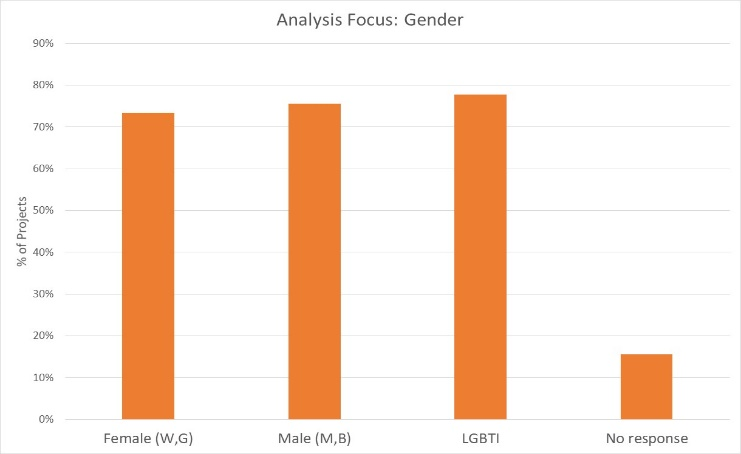 Analysis Focus: Gender
90%
80%
70%
60%
50%
40%
30%
20%
10%
0%
% of Projects
Female (W,G)
Male (M,B)
LGBTI
No response